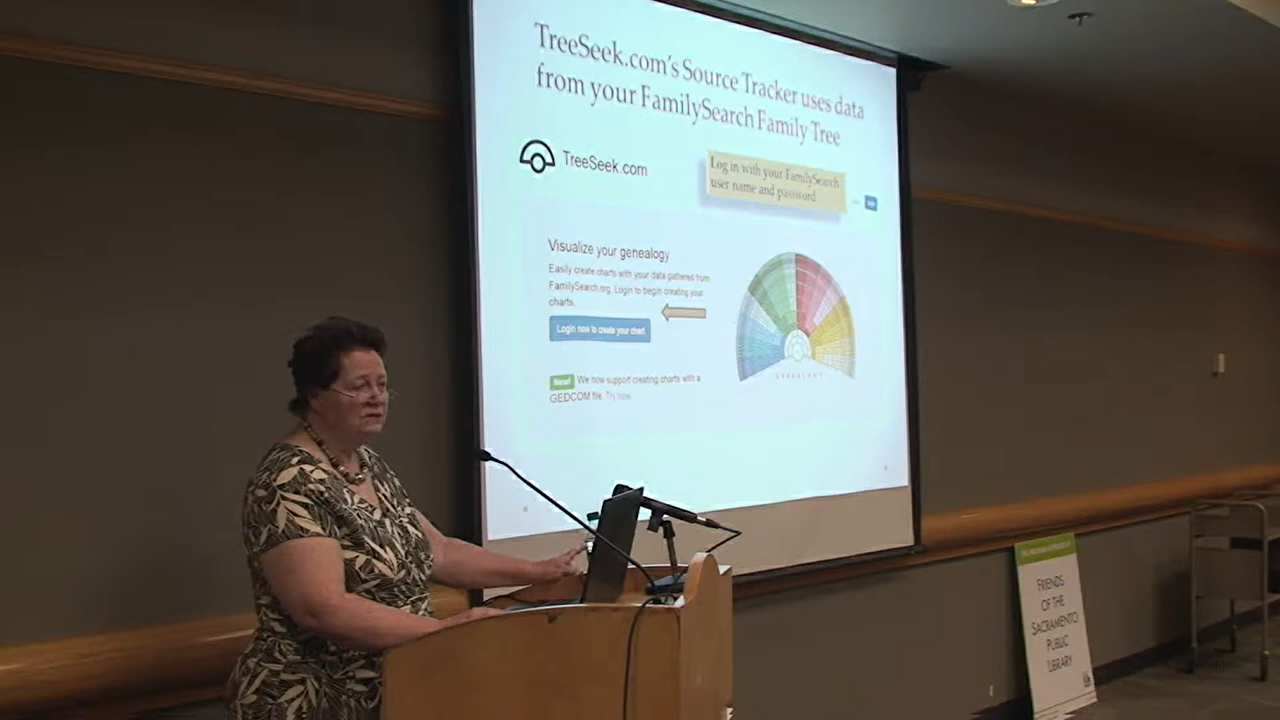 TreeSeek.com's Source Tracker uses data
from your FamilySearch Family Tree
TreeSeek.com
Log in with your FamilySearch
user name and password.
Visualize your genealogy
Easily create charts with your data gathered from
FamilySearch.org. Login to begin creating your
charts.
Login now to create your chart
New! We now support creating charts with a
GEDCOM file. Try now.
FRIENDS
OF THE
SACRAMENTO
PUBLIC
LIBRARY